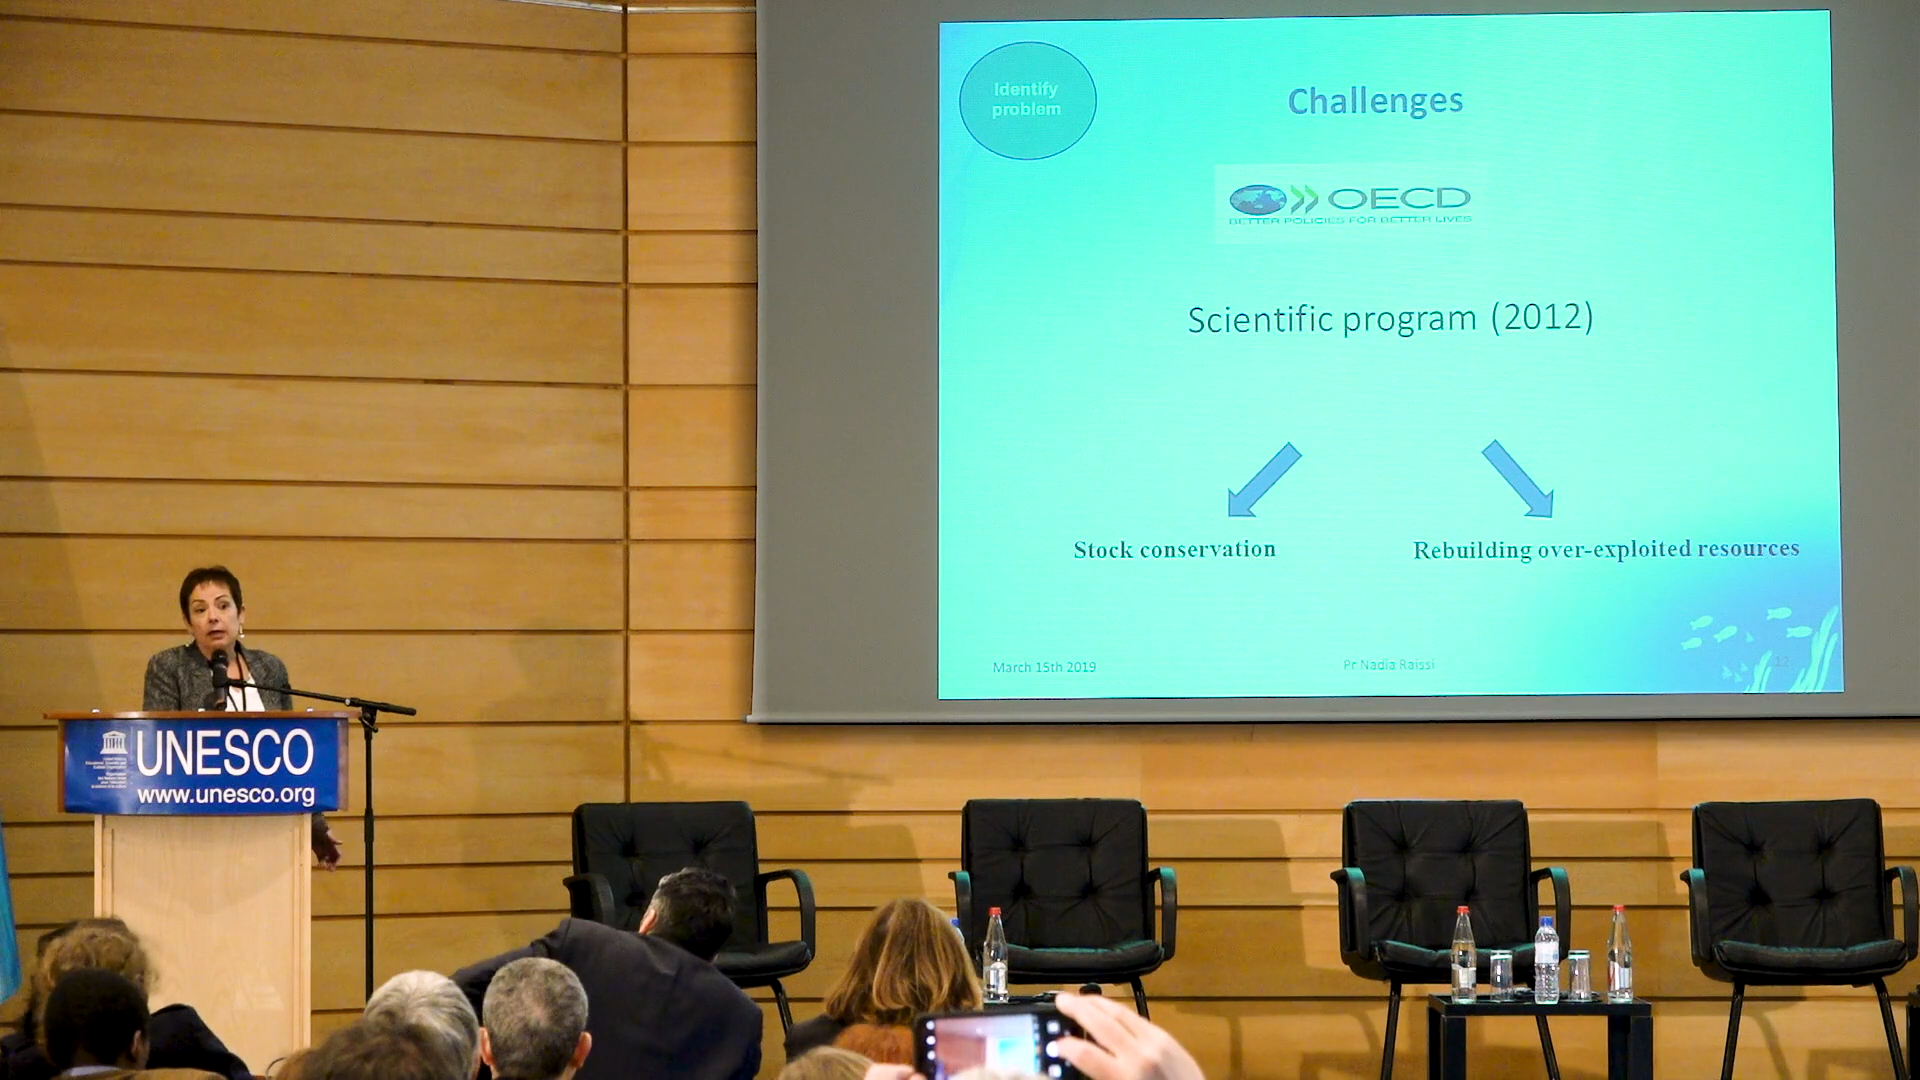 Identify
problem
Challenges
OECD
BETTER POLICIES FOR BETTER LIVES
Scientific program (2012)
Stock conservation
Rebuilding over-exploited resources
March 15th 2019
Pr Nadia Raissi
12
UNESCO
www.unesco.org